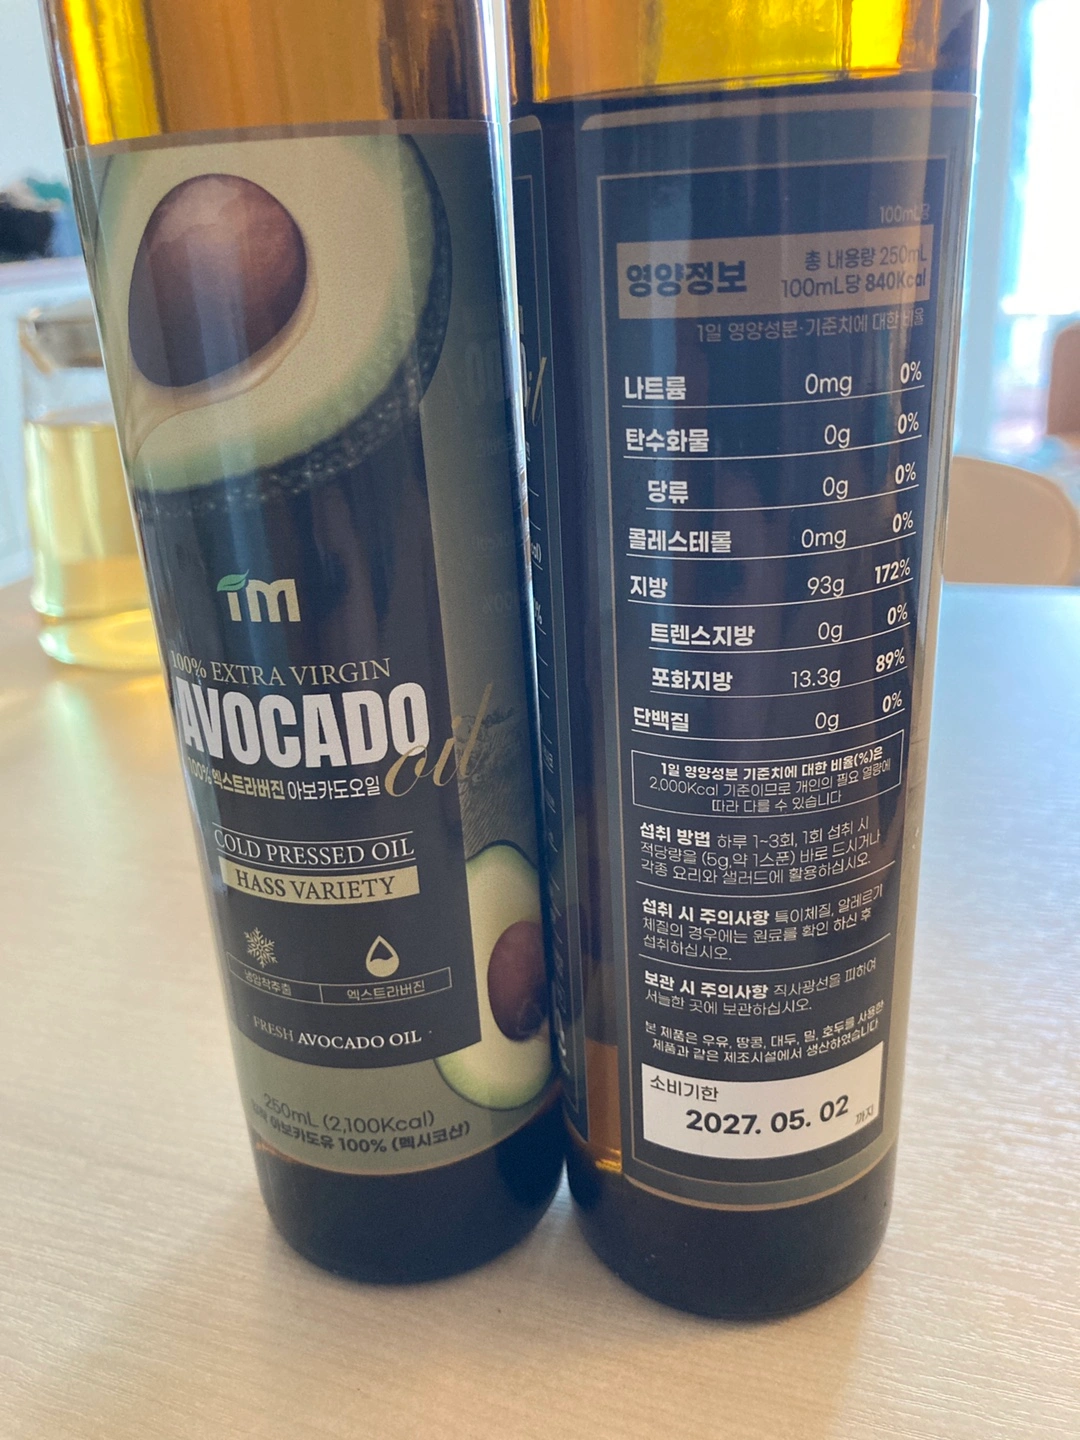 TM
100% EXTRA VIRGIN
AVOCADO
oil
100% 엑스트라버진 아보카도오일
COLD PRESSED OIL
HASS VARIETY
냉압착추출
엑스트라버진
· FRESH AVOCADO OIL ·
250mL (2,100Kcal)
아보카도유 100% (멕시코산)
100mL당
영양정보
총 내용량 250mL
100mL당 840Kcal
1일 영양성분·기준치에 대한 비율
나트륨 0mg 0%
탄수화물 0g 0%
당류 0g 0%
콜레스테롤 0mg 0%
지방 93g 172%
트렌스지방 0g 0%
포화지방 13.3g 89%
단백질 0g 0%
1일 영양성분 기준치에 대한 비율(%)은
2,000Kcal 기준이므로 개인의 필요 열량에
따라 다를 수 있습니다
섭취 방법 하루 1~3회, 1회 섭취 시
적당량을 (5g,약 1스푼) 바로 드시거나
각종 요리와 샐러드에 활용하십시오.
섭취 시 주의사항 특이체질, 알레르기
체질의 경우에는 원료를 확인 하신 후
섭취하십시오.
보관 시 주의사항 직사광선을 피하여
서늘한 곳에 보관하십시오.
본 제품은 우유, 땅콩, 대두, 밀, 호두를 사용한
제품과 같은 제조시설에서 생산하였습니다
소비기한
2027. 05. 02 까지